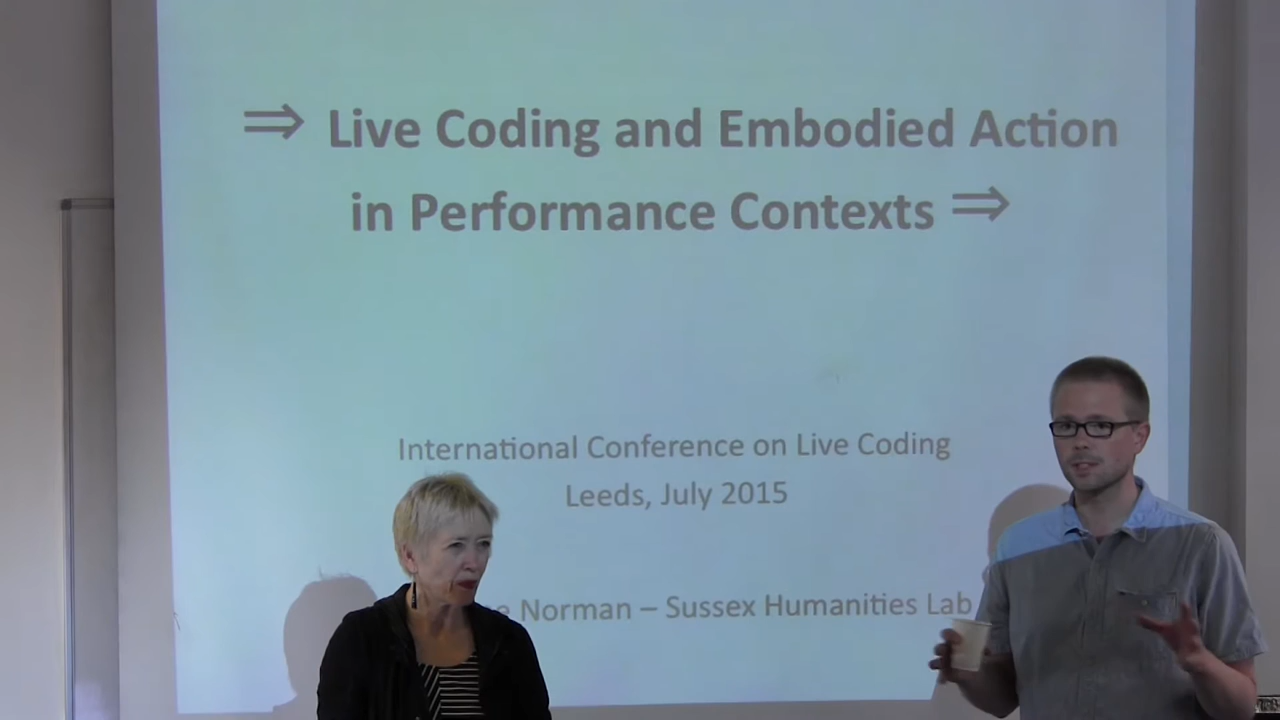 ⇒ Live Coding and Embodied Action
in Performance Contexts ⇒
International Conference on Live Coding
Leeds, July 2015
Norman – Sussex Humanities Lab